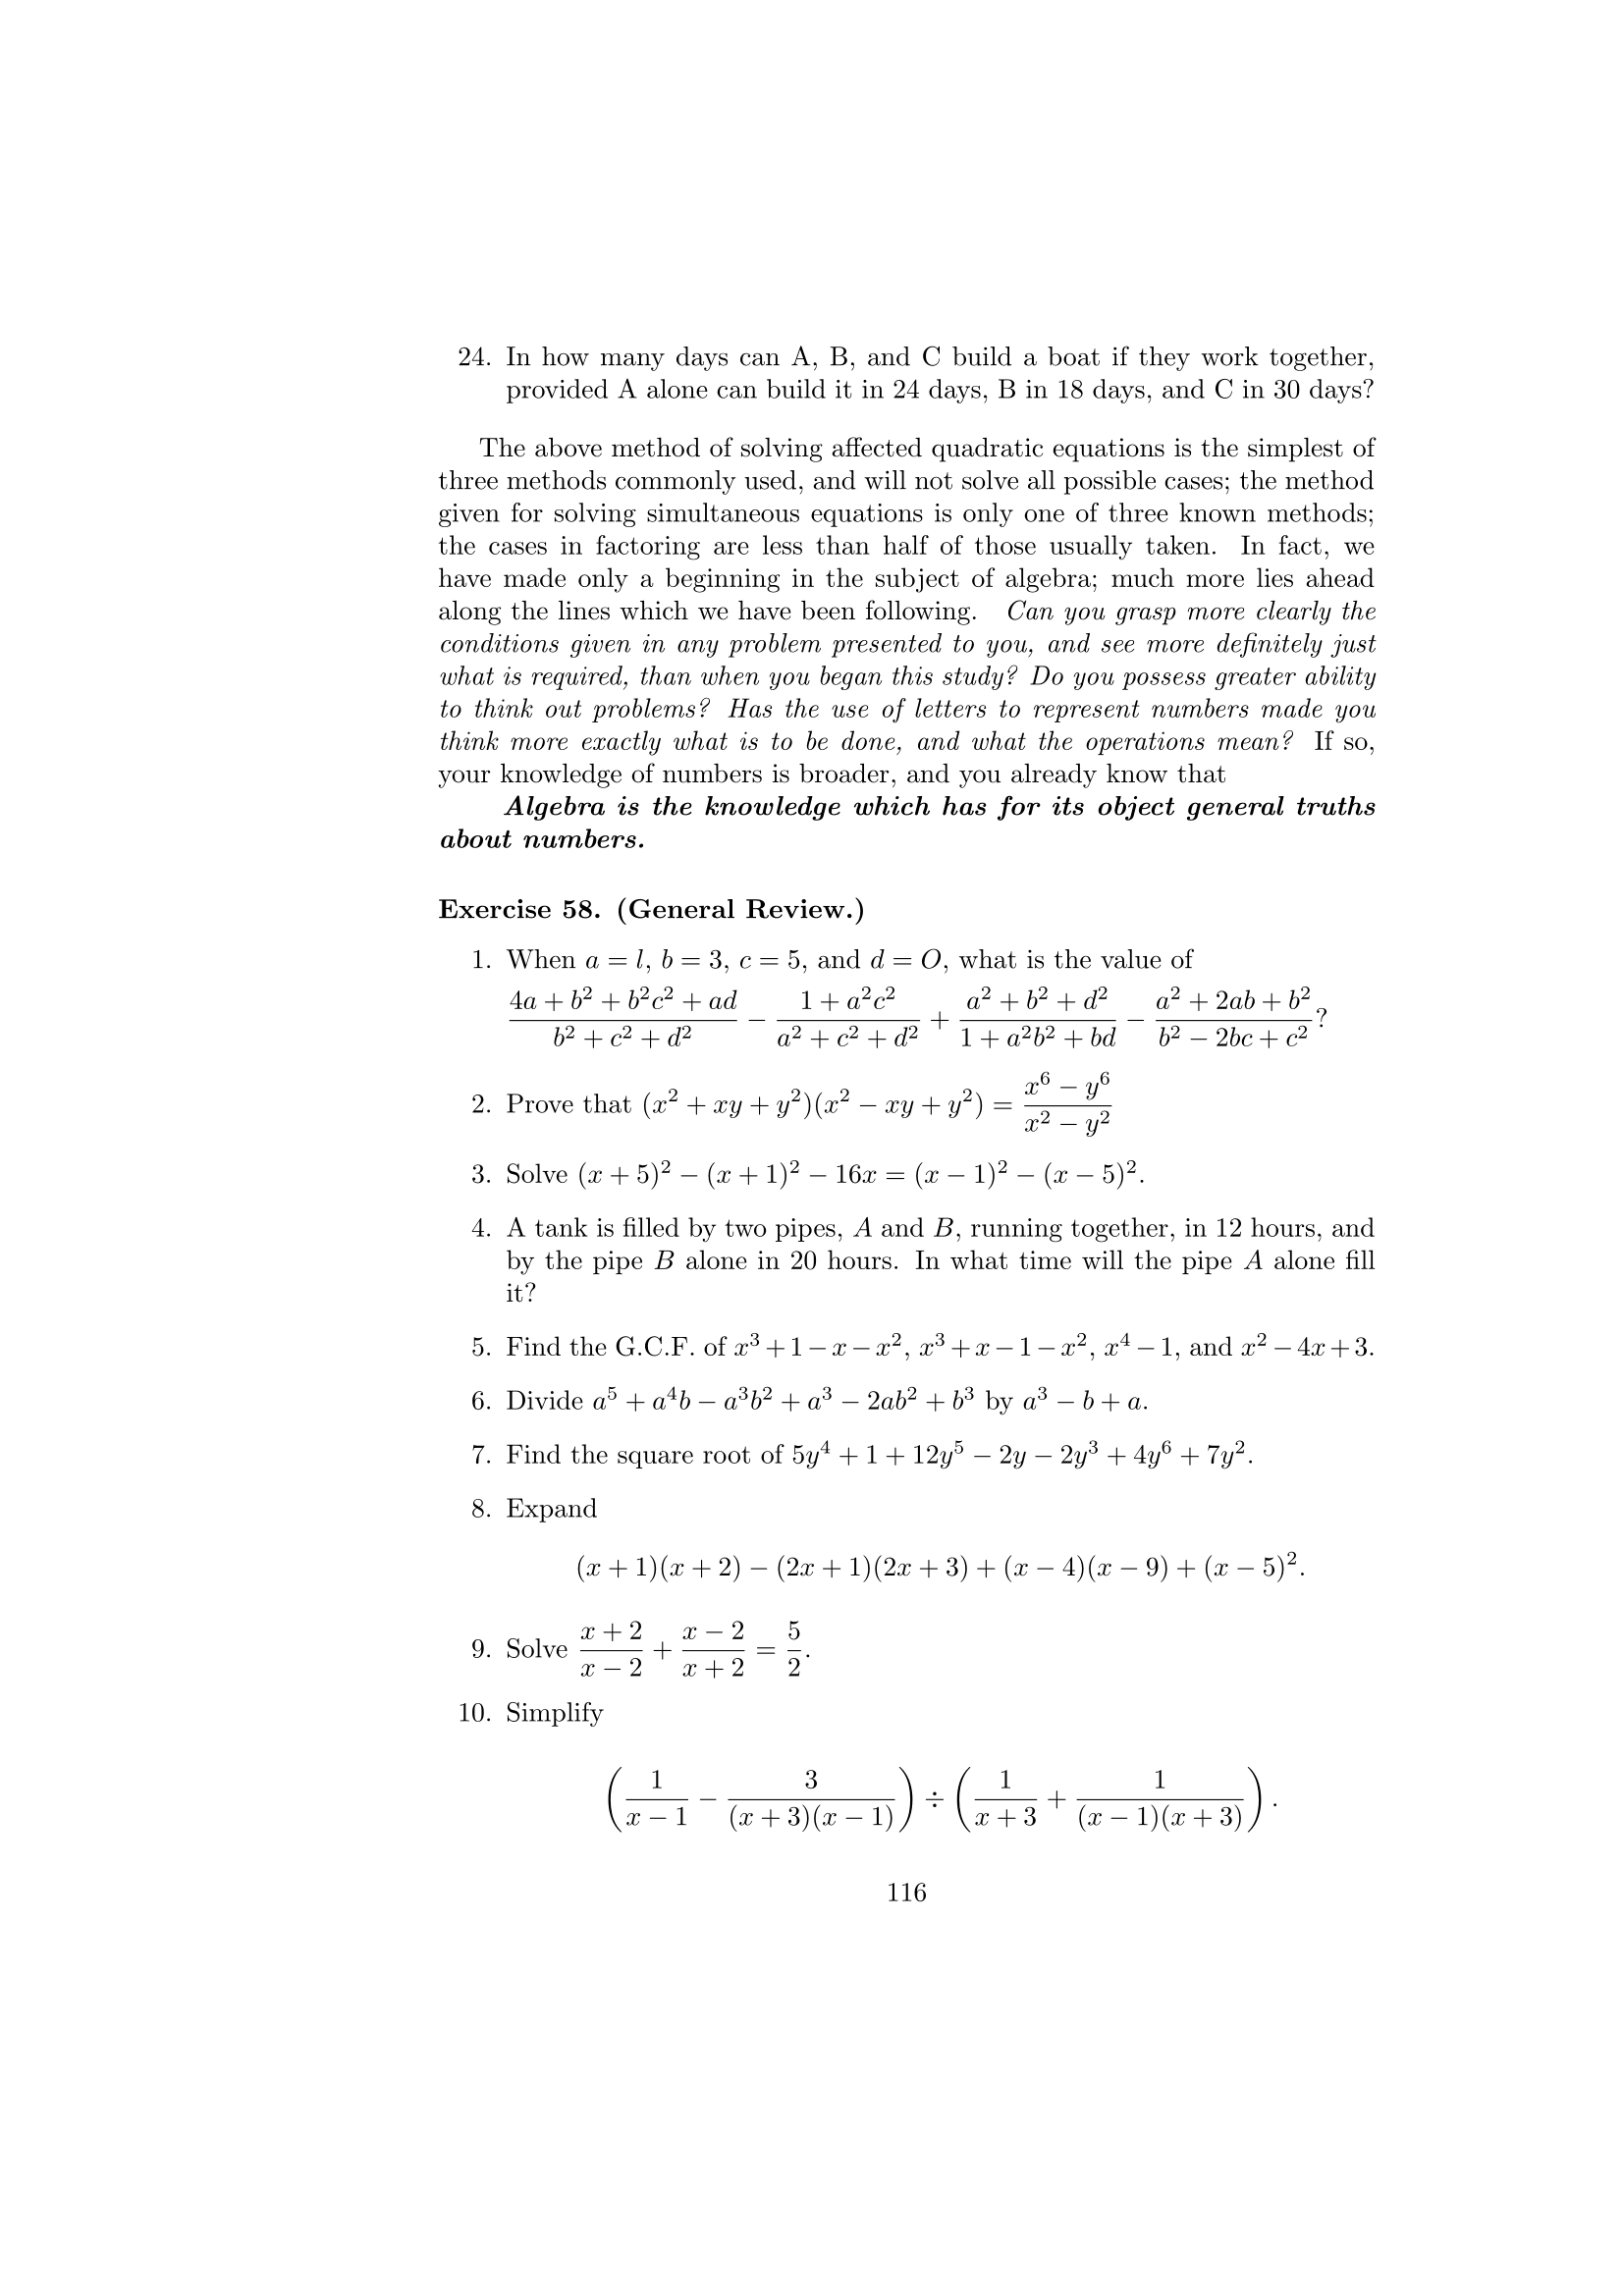 24. In how many days can A, B, and C build a boat if they work together,
provided A alone can build it in 24 days, B in 18 days, and C in 30 days?
The above method of solving affected quadratic equations is the simplest of
three methods commonly used, and will not solve all possible cases; the method
given for solving simultaneous equations is only one of three known methods;
the cases in factoring are less than half of those usually taken. In fact, we
have made only a beginning in the subject of algebra; much more lies ahead
along the lines which we have been following. Can you grasp more clearly the
conditions given in any problem presented to you, and see more definitely just
what is required, than when you began this study? Do you possess greater ability
to think out problems? Has the use of letters to represent numbers made you
think more exactly what is to be done, and what the operations mean? If so,
your knowledge of numbers is broader, and you already know that
Algebra is the knowledge which has for its object general truths
about numbers.
Exercise 58. (General Review.)
1. When a = l, b = 3, c = 5, and d = O, what is the value of
\frac{4a + b^2 + b^2c^2 + ad}{b^2 + c^2 + d^2} − \frac{1 + a^2c^2}{a^2 + c^2 + d^2} + \frac{a^2 + b^2 + d^2}{1 + a^2b^2 + bd} − \frac{a^2 + 2ab + b^2}{b^2 − 2bc + c^2}?
2. Prove that (x^2 + xy + y^2)(x^2 − xy + y^2) = \frac{x^6 − y^6}{x^2 − y^2}
3. Solve (x + 5)^2 − (x + 1)^2 − 16x = (x − 1)^2 − (x − 5)^2.
4. A tank is filled by two pipes, A and B, running together, in 12 hours, and
by the pipe B alone in 20 hours. In what time will the pipe A alone fill
it?
5. Find the G.C.F. of x^3 + 1 − x − x^2, x^3 + x − 1 − x^2, x^4 − 1, and x^2 − 4x + 3.
6. Divide a^5 + a^4b − a^3b^2 + a^3 − 2ab^2 + b^3 by a^3 − b + a.
7. Find the square root of 5y^4 + 1 + 12y^5 − 2y − 2y^3 + 4y^6 + 7y^2.
8. Expand
(x + 1)(x + 2) − (2x + 1)(2x + 3) + (x − 4)(x − 9) + (x − 5)^2.
9. Solve \frac{x + 2}{x − 2} + \frac{x − 2}{x + 2} = \frac{5}{2}.
10. Simplify
(\frac{1}{x − 1} − \frac{3}{(x + 3)(x − 1)}) ÷ (\frac{1}{x + 3} + \frac{1}{(x − 1)(x + 3)}).
116